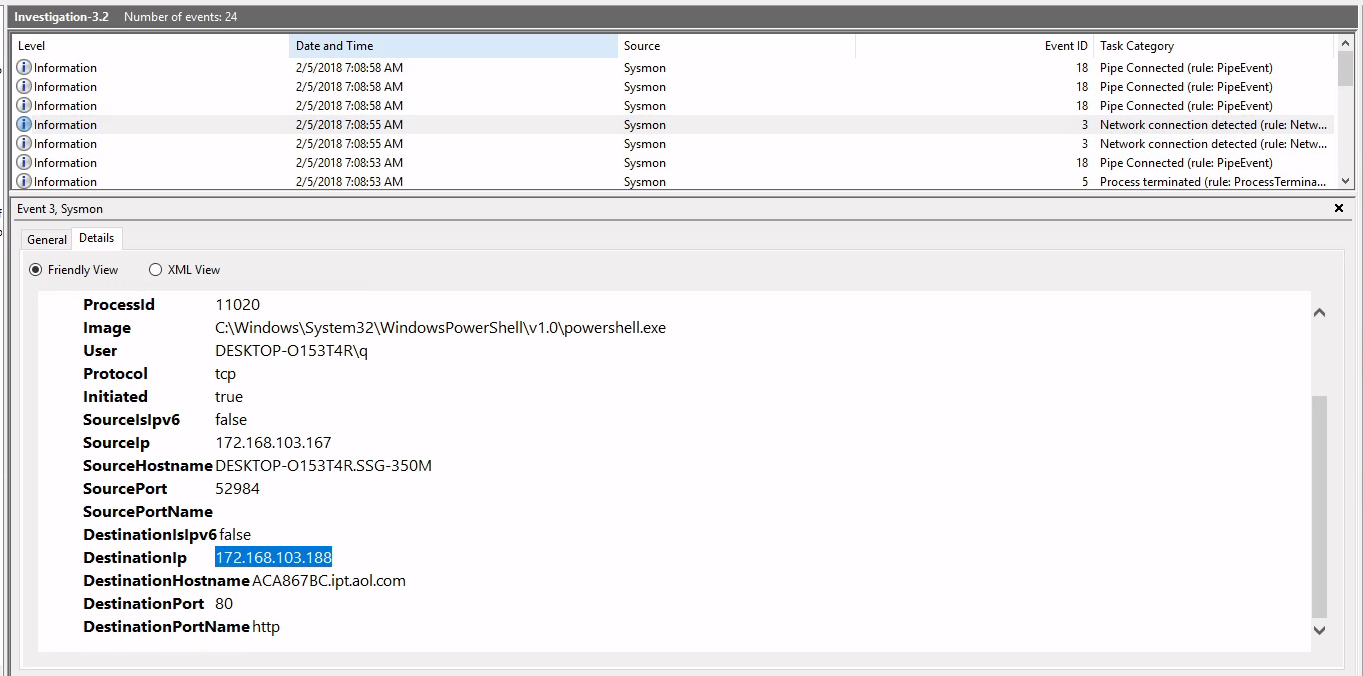 Investigation-3.2 Number of events: 24
Level Date and Time Source Event ID Task Category
Information 2/5/2018 7:08:58 AM Sysmon 18 Pipe Connected (rule: PipeEvent)
Information 2/5/2018 7:08:58 AM Sysmon 18 Pipe Connected (rule: PipeEvent)
Information 2/5/2018 7:08:58 AM Sysmon 18 Pipe Connected (rule: PipeEvent)
Information 2/5/2018 7:08:55 AM Sysmon 3 Network connection detected (rule: Netw...
Information 2/5/2018 7:08:55 AM Sysmon 3 Network connection detected (rule: Netw...
Information 2/5/2018 7:08:53 AM Sysmon 18 Pipe Connected (rule: PipeEvent)
Information 2/5/2018 7:08:53 AM Sysmon 5 Process terminated (rule: ProcessTermina...
Event 3, Sysmon
General Details
Friendly View XML View
ProcessId 11020
Image C:\Windows\System32\WindowsPowerShell\v1.0\powershell.exe
User DESKTOP-O153T4R\q
Protocol tcp
Initiated true
SourceIsIpv6 false
SourceIp 172.168.103.167
SourceHostname DESKTOP-O153T4R.SSG-350M
SourcePort 52984
SourcePortName
DestinationIsIpv6 false
DestinationIp 172.168.103.188
DestinationHostname ACA867BC.ipt.aol.com
DestinationPort 80
DestinationPortName http